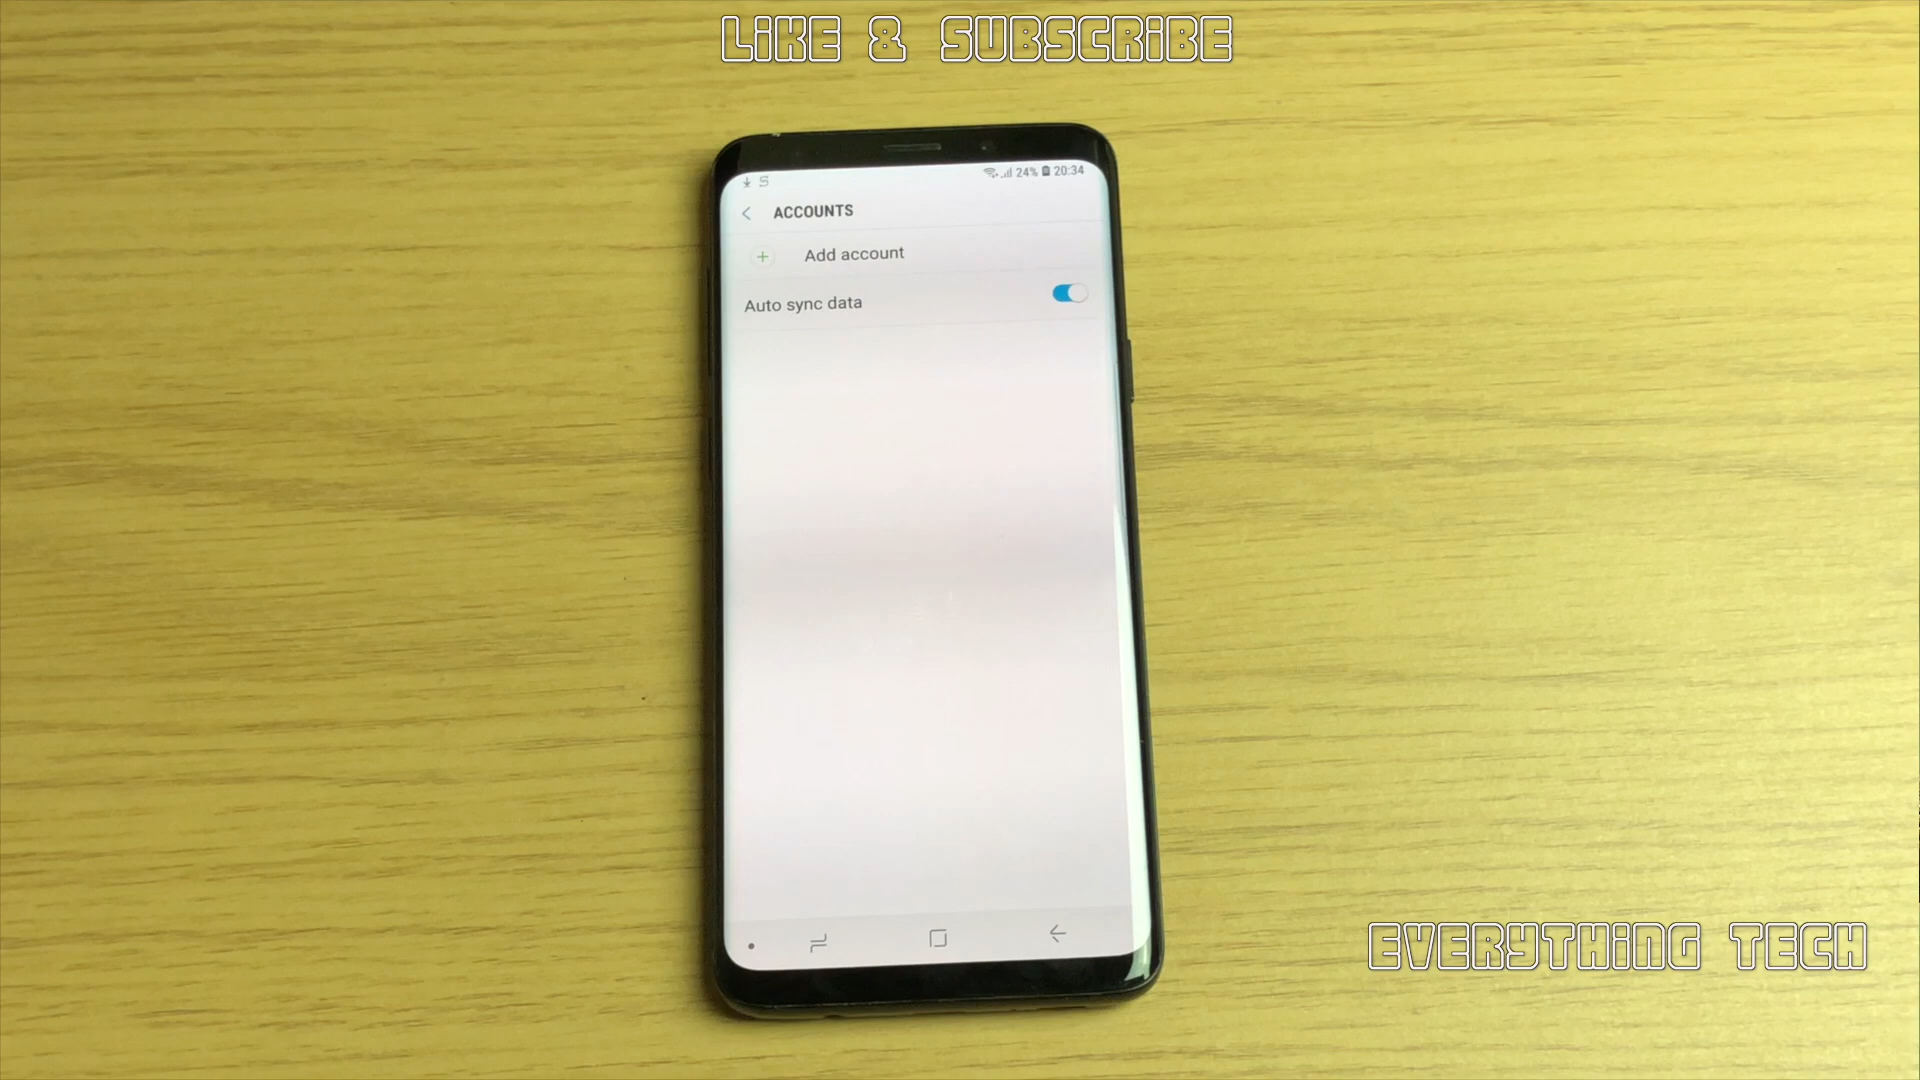 LIKE & SUBSCRIBE
24% 20:34
ACCOUNTS
Add account
Auto sync data
EVERYTHING TECH